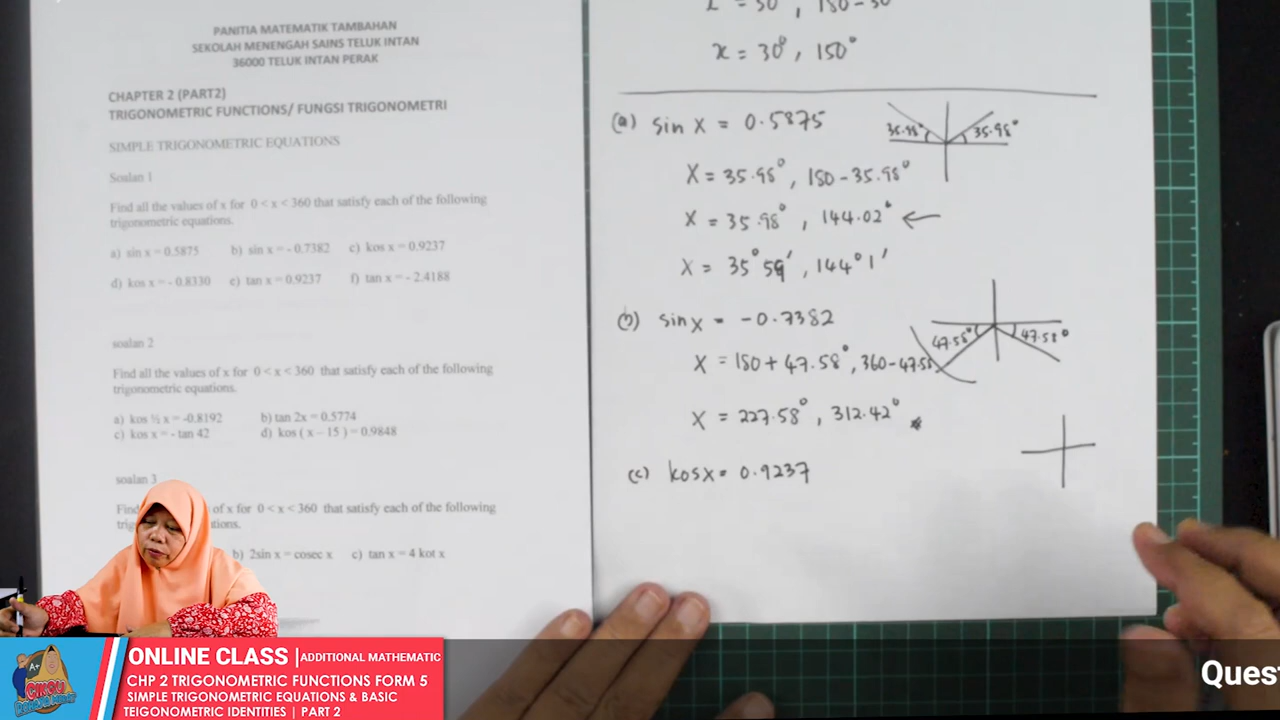 PANITIA MATEMATIK TAMBAHAN
SEKOLAH MENENGAH SAINS TELUK INTAN
36000 TELUK INTAN PERAK
CHAPTER 2 (PART2)
TRIGONOMETRIC FUNCTIONS/ FUNGSI TRIGONOMETRI
SIMPLE TRIGONOMETRIC EQUATIONS
Soalan 1
Find all the values of x for 0 < x < 360 that satisfy each of the following
trigonometric equations.
a) sin x = 0.5875 b) sin x = - 0.7382 c) kos x = 0.9237
d) kos x = - 0.8330 e) tan x = 0.9237 f) tan x = - 2.4188
soalan 2
Find all the values of x for 0 < x < 360 that satisfy each of the following
trigonometric equations.
a) kos ½ x = -0.8192 b) tan 2x = 0.5774
c) kos x = - tan 42 d) kos ( x – 15 ) = 0.9848
soalan 3
Find of x for 0 < x < 360 that satisfy each of the following
trig tions.
b) 2sin x = cosec x c) tan x = 4 kot x
x = 30°, 150°
(a) sin x = 0.5875
35.98° 35.98°
x = 35.98°, 180 - 35.98°
x = 35.98°, 144.02° ←
x = 35°59', 144°1'
(b) sin x = -0.7382
47.58° 47.58°
x = 180 + 47.58°, 360 - 47.58
x = 227.58°, 312.42°
(c) kos x = 0.9237
A+
CIKGU
ONLINE CLASS | ADDITIONAL MATHEMATIC
CHP 2 TRIGONOMETRIC FUNCTIONS FORM 5
SIMPLE TRIGONOMETRIC EQUATIONS & BASIC
TEIGONOMETRIC IDENTITIES | PART 2
Quest